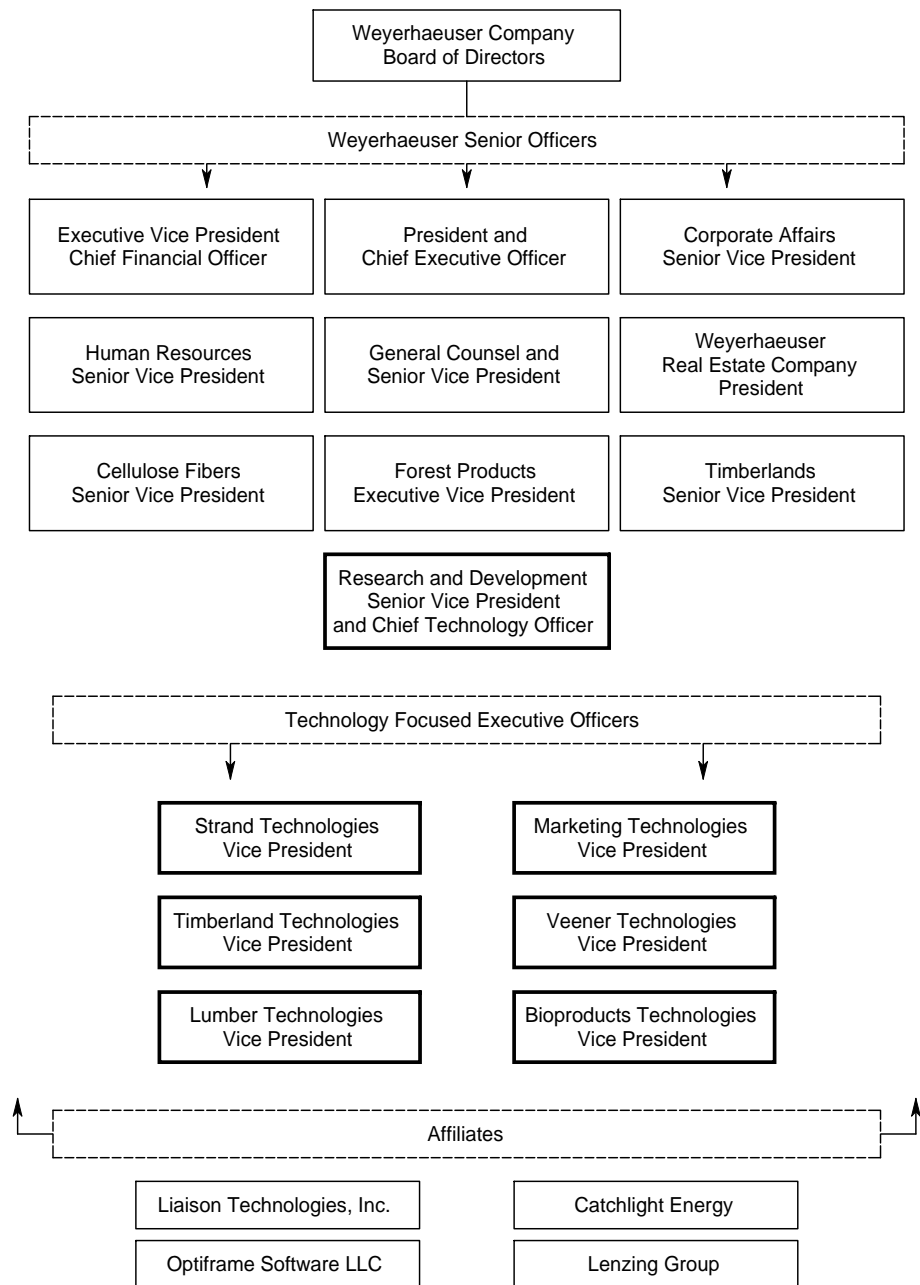 Weyerhaeuser Company
Board of Directors
Weyerhaeuser Senior Officers
Executive Vice President
Chief Financial Officer
President and
Chief Executive Officer
Corporate Affairs
Senior Vice President
Human Resources
Senior Vice President
General Counsel and
Senior Vice President
Weyerhaeuser
Real Estate Company
President
Cellulose Fibers
Senior Vice President
Forest Products
Executive Vice President
Timberlands
Senior Vice President
Research and Development
Senior Vice President
and Chief Technology Officer
Technology Focused Executive Officers
Strand Technologies
Vice President
Marketing Technologies
Vice President
Timberland Technologies
Vice President
Veener Technologies
Vice President
Lumber Technologies
Vice President
Bioproducts Technologies
Vice President
Affiliates
Liaison Technologies, Inc.
Catchlight Energy
Optiframe Software LLC
Lenzing Group